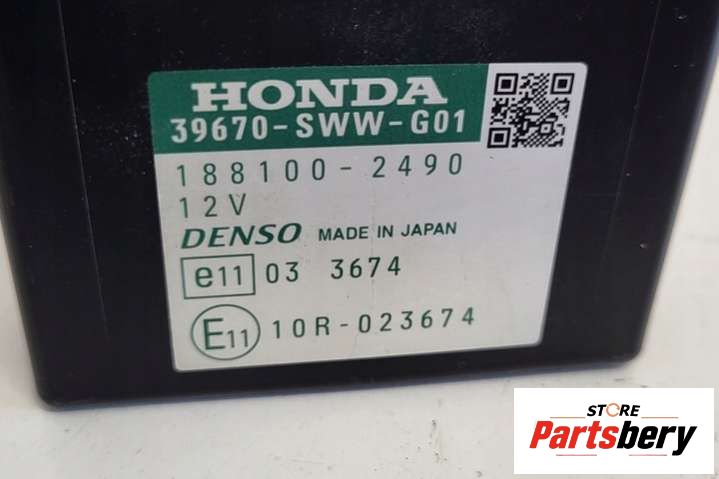 HONDA
39670-SWW-G01
188100-2490
12V
DENSO MADE IN JAPAN
e11 03 3674
E11 10R-023674
STORE
Partsbery